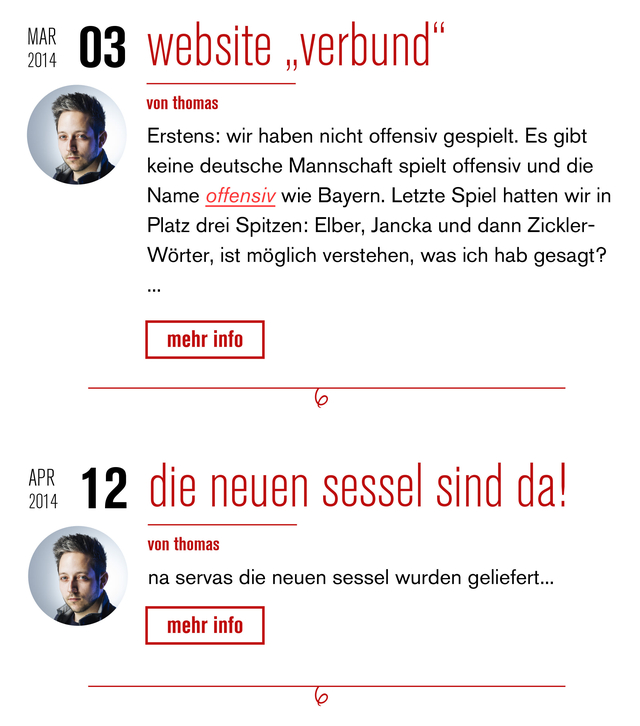 MAR
2014
03
website „verbund“
von thomas
Erstens: wir haben nicht offensiv gespielt. Es gibt
keine deutsche Mannschaft spielt offensiv und die
Name offensiv wie Bayern. Letzte Spiel hatten wir in
Platz drei Spitzen: Elber, Jancka und dann Zickler-
Wörter, ist möglich verstehen, was ich hab gesagt?
...
mehr info
APR
2014
12
die neuen sessel sind da!
von thomas
na servas die neuen sessel wurden geliefert...
mehr info